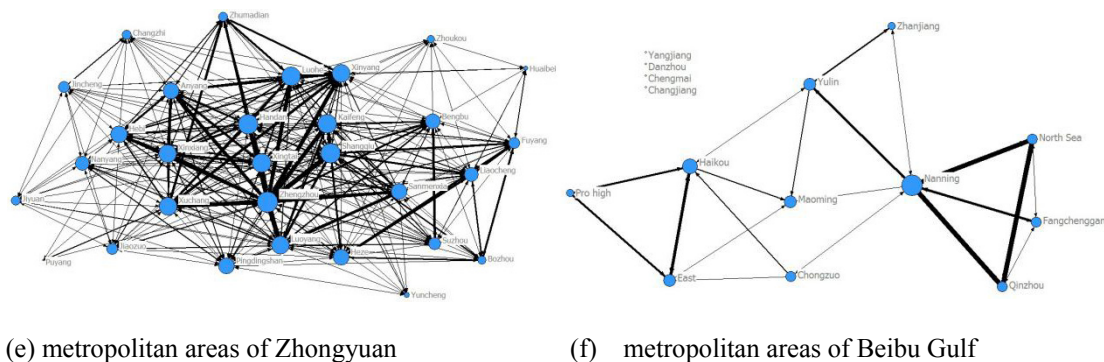 Zhumadian
Changzhi
Zhoukou
Luohe
Xinyang
Huaibei
Jincheng
Anyang
Handan
Kaifeng
Bengbu
Hebi
Xinxiang
Xingtai
Shangqiu
Fuyang
Nanyang
Liaocheng
Sanmenxia
Jiyuan
Xuchang
Zhengzhou
Jiaozuo
Luoyang
Suzhou
Puyang
Pingdingshan
Heze
Bozhou
Yuncheng
Zhanjiang
Yangjiang
Danzhou
Chengmai
Changjiang
Yulin
North Sea
Haikou
Nanning
Pro high
Maoming
Fangchenggan
East
Chongzuo
Qinzhou
(e) metropolitan areas of Zhongyuan
(f) metropolitan areas of Beibu Gulf